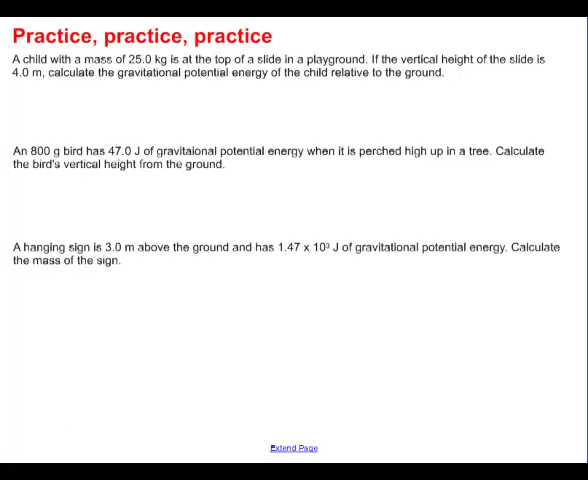 Practice, practice, practice
A child with a mass of 25.0 kg is at the top of a slide in a playground. If the vertical height of the slide is
4.0 m, calculate the gravitational potential energy of the child relative to the ground.
An 800 g bird has 47.0 J of gravitaional potential energy when it is perched high up in a tree. Calculate
the bird's vertical height from the ground.
A hanging sign is 3.0 m above the ground and has 1.47 x 10³ J of gravitational potential energy. Calculate
the mass of the sign.
Extend Page